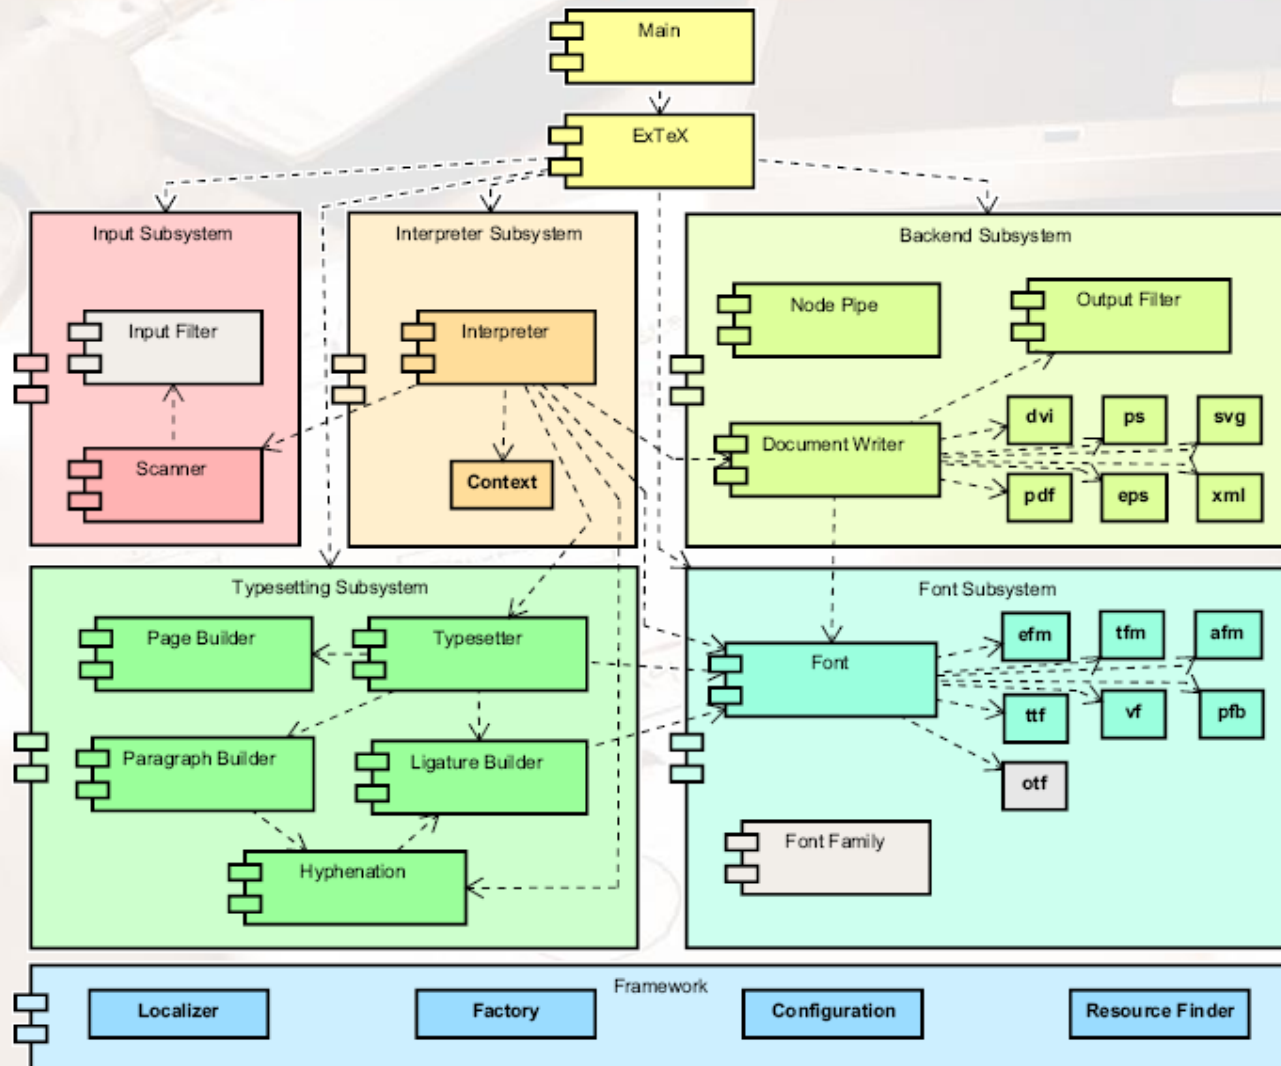 Main
ExTeX
Input Subsystem
Interpreter Subsystem
Backend Subsystem
Input Filter
Interpreter
Node Pipe
Output Filter
Scanner
Context
Document Writer
dvi
ps
svg
pdf
eps
xml
Typesetting Subsystem
Font Subsystem
Page Builder
Typesetter
Font
efm
tfm
afm
ttf
vf
pfb
Paragraph Builder
Ligature Builder
otf
Hyphenation
Font Family
Framework
Localizer
Factory
Configuration
Resource Finder